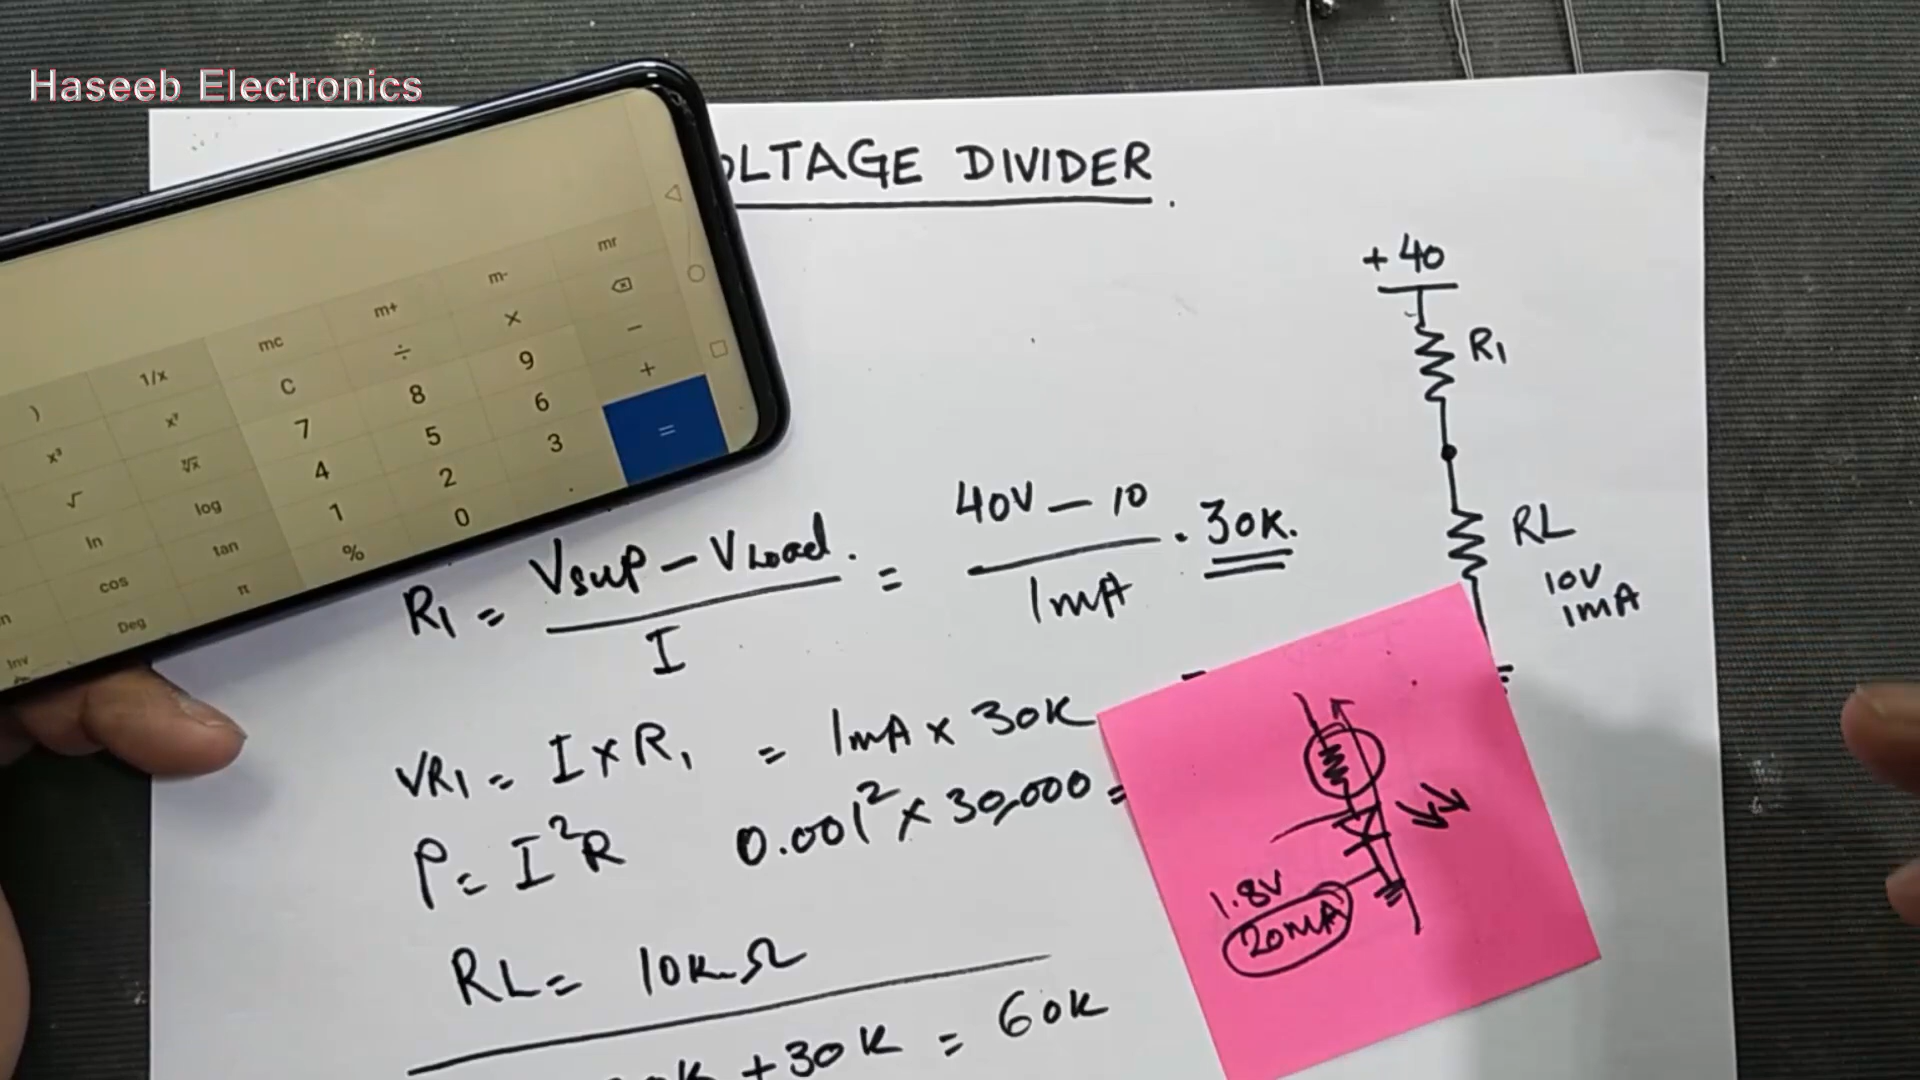 Haseeb Electronics
OLTAGE DIVIDER.
+40
R1
RL
10V
1mA
R1 = Vsup - VLoad. / I = 40V - 10 / 1mA . 30K.
VR1 = I x R1 = 1mA x 30K
P = I²R 0.001² x 30,000 =
RL = 10KΩ
K + 30K = 60K
1.8V
20mA
mc m+ m- mr
) 1/x C ÷ × ⌫
x³ xʸ 7 8 9 −
√ ʸ√x 4 5 6 +
ln log 1 2 3 =
cos tan % 0 .
Deg π
Inv